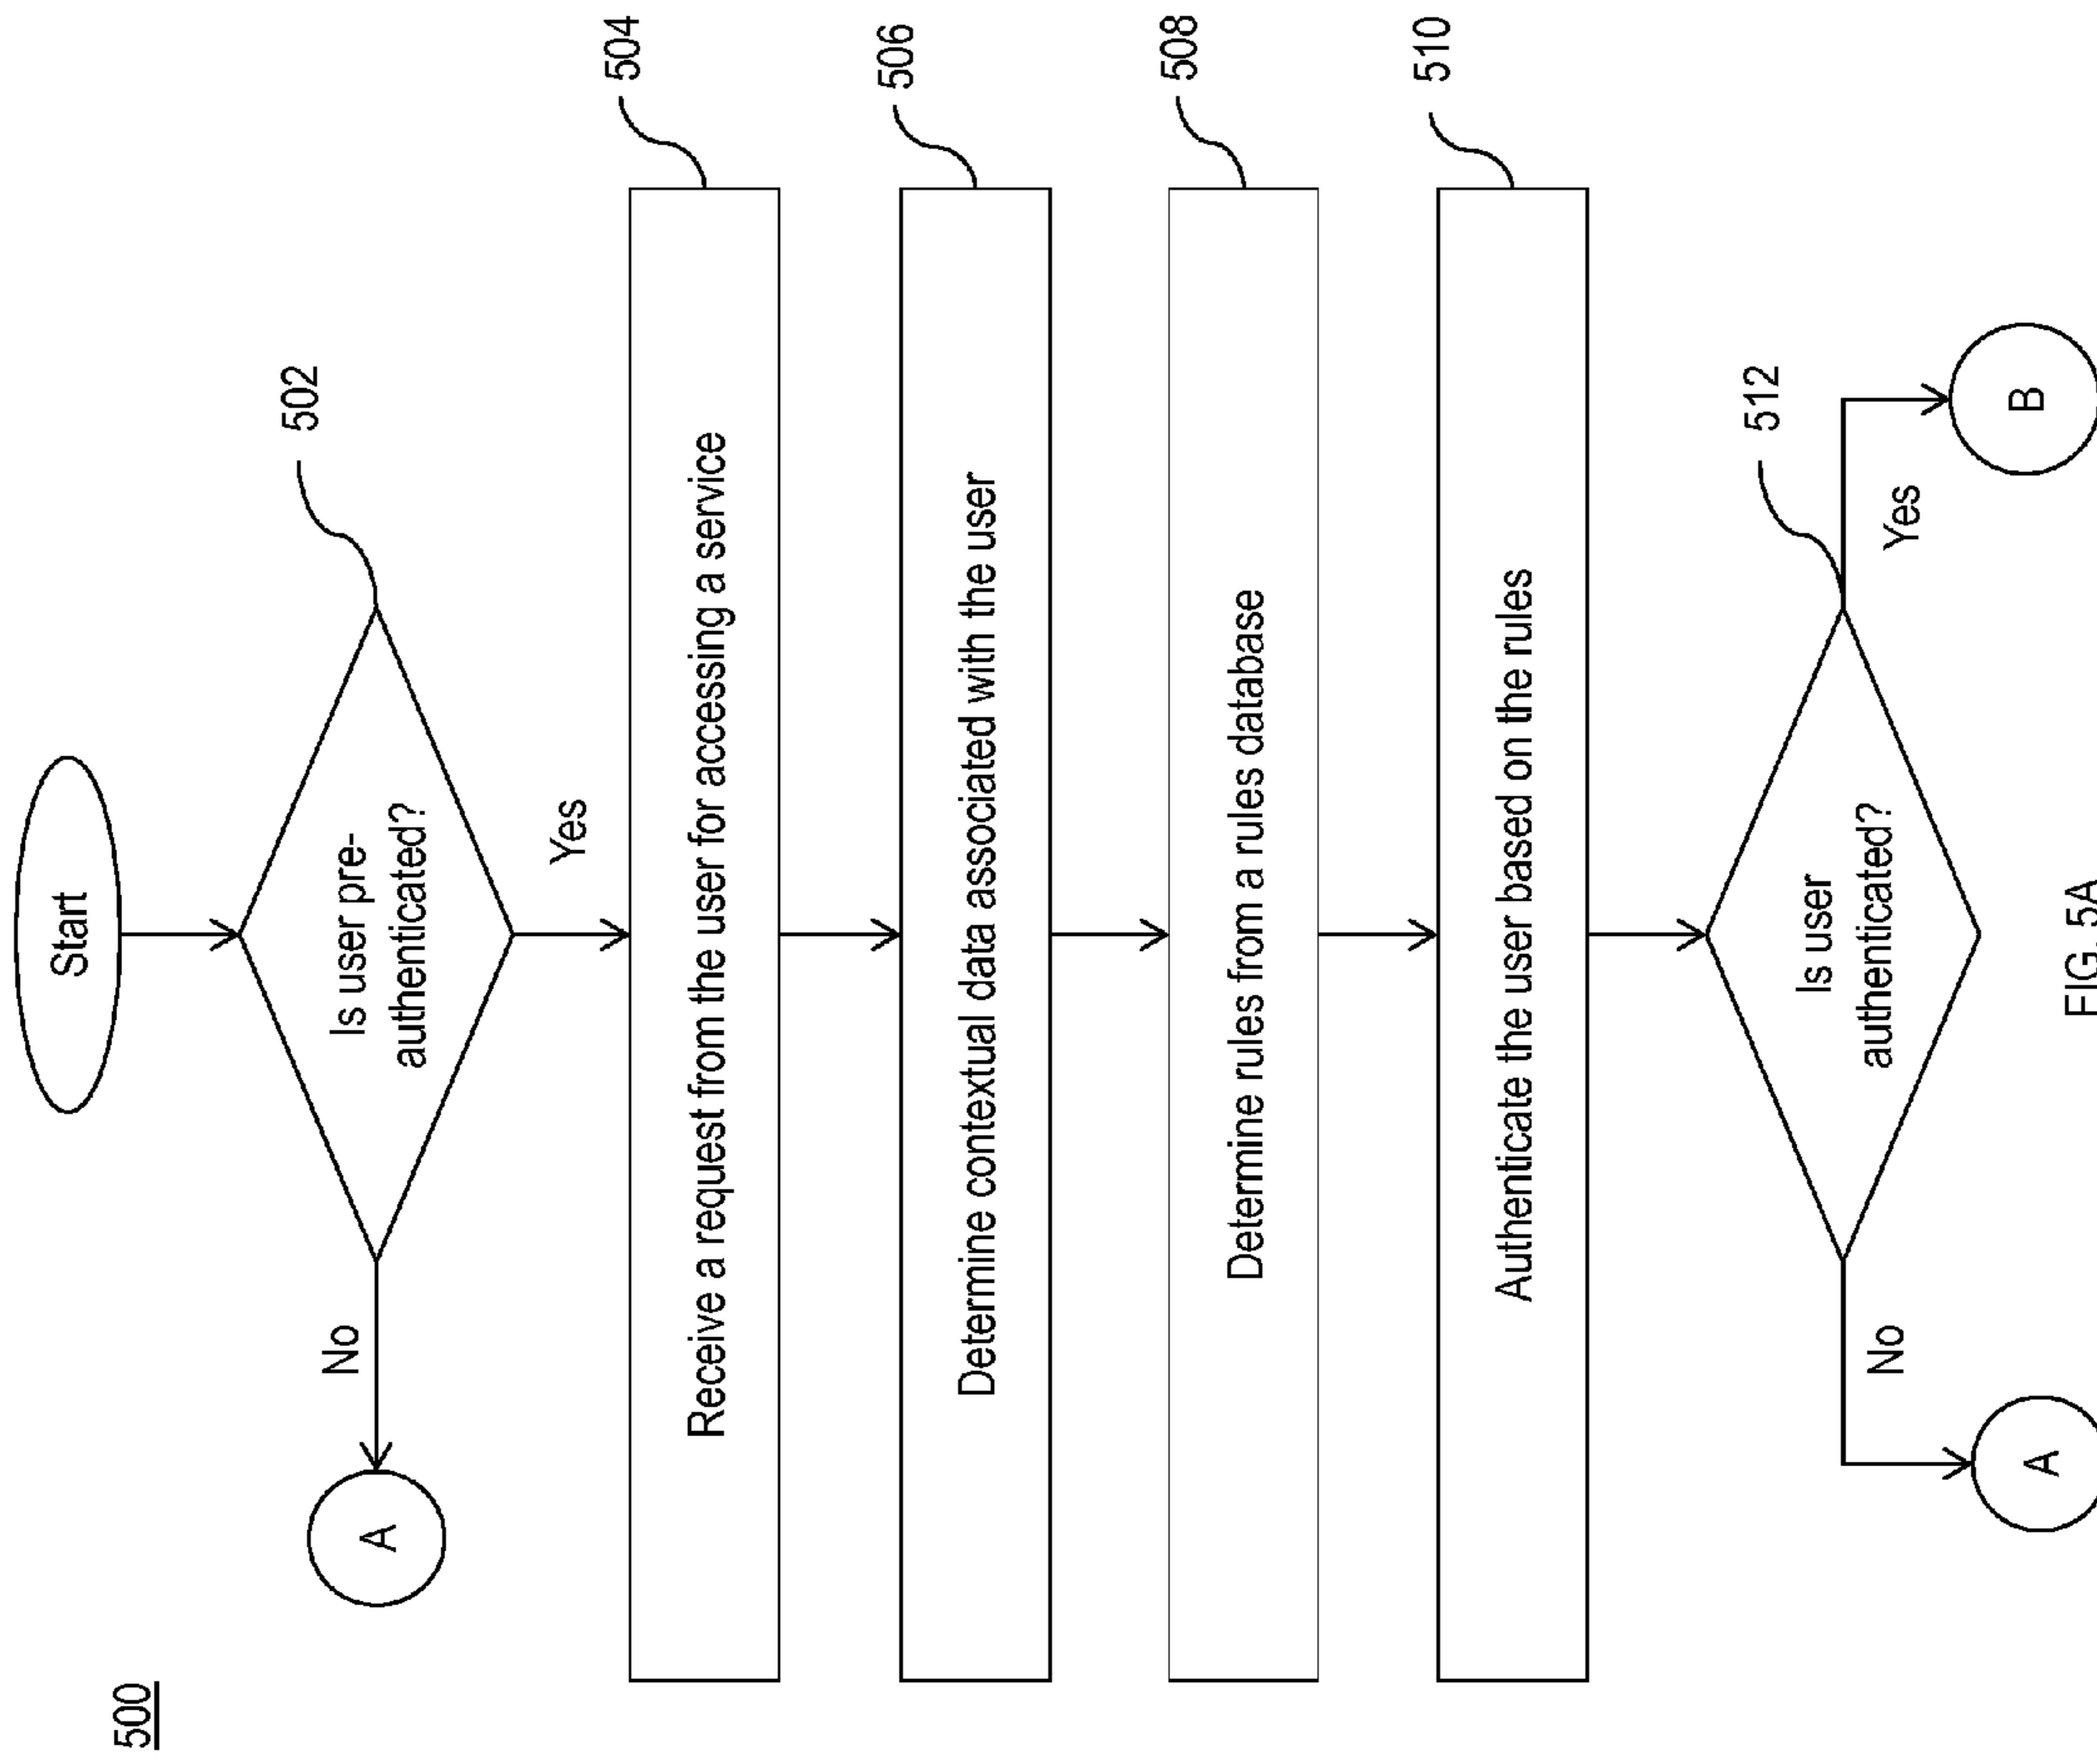 500
Start
502
Is user pre-
authenticated?
No
A
Yes
504
Receive a request from the user for accessing a service
506
Determine contextual data associated with the user
508
Determine rules from a rules database
510
Authenticate the user based on the rules
512
Is user
authenticated?
No
Yes
A
B
FIG. 5A